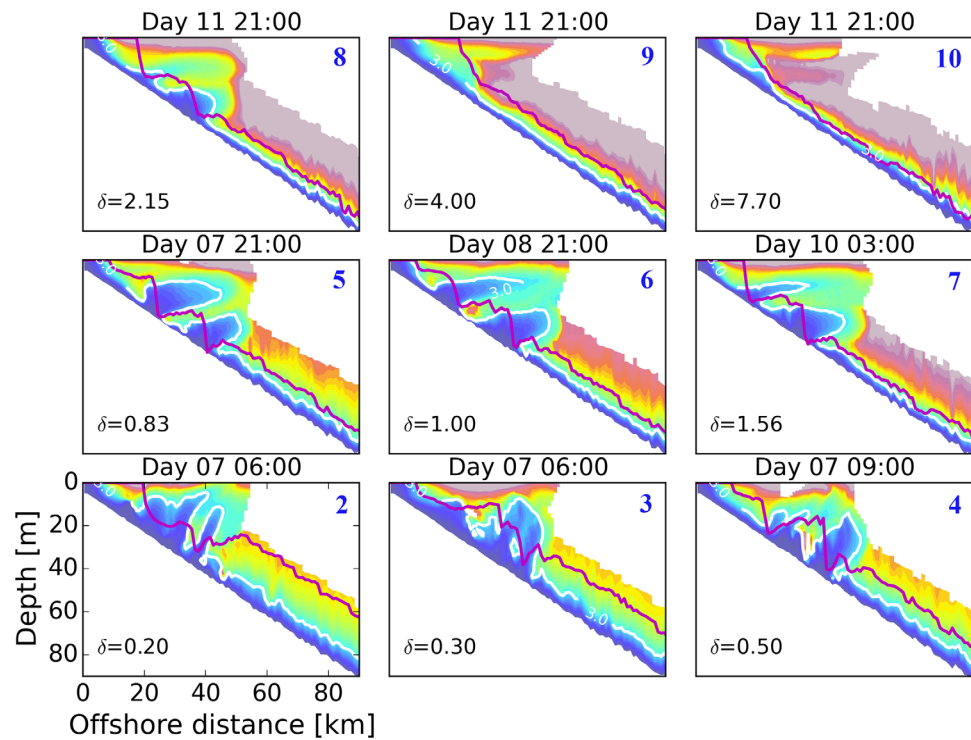 Day 11 21:00 Day 11 21:00 Day 11 21:00
8 9 10
3.0 3.0 3.0
δ=2.15 δ=4.00 δ=7.70
Day 07 21:00 Day 08 21:00 Day 10 03:00
3.0 5 3.0 6 3.0 7
3.0
δ=0.83 δ=1.00 δ=1.56
Day 07 06:00 Day 07 06:00 Day 07 09:00
0 3.0 2 3.0 3 3.0 4
20
40
60 3.0
δ=0.20 δ=0.30 δ=0.50
80
0 20 40 60 80
Depth [m]
Offshore distance [km]